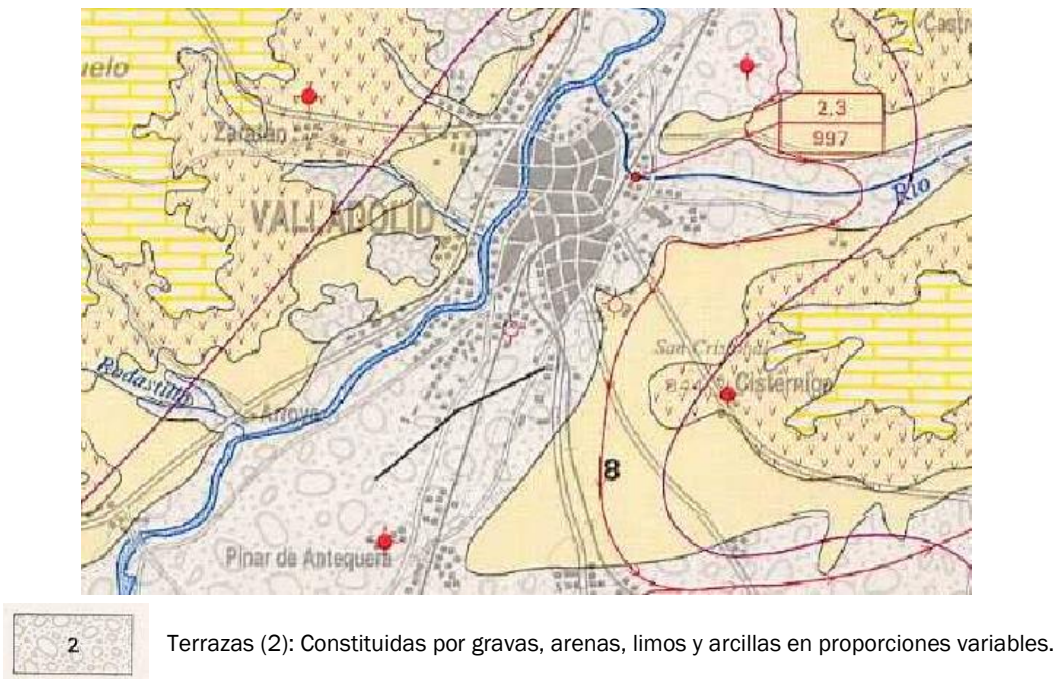 uelo
Castr
Zaratán
2,3
997
VALLADOLID
Río
San Cristóbal
Cisterniga
Rodastillo
Arroyo
8
Pinar de Antequera
2
Terrazas (2): Constituidas por gravas, arenas, limos y arcillas en proporciones variables.